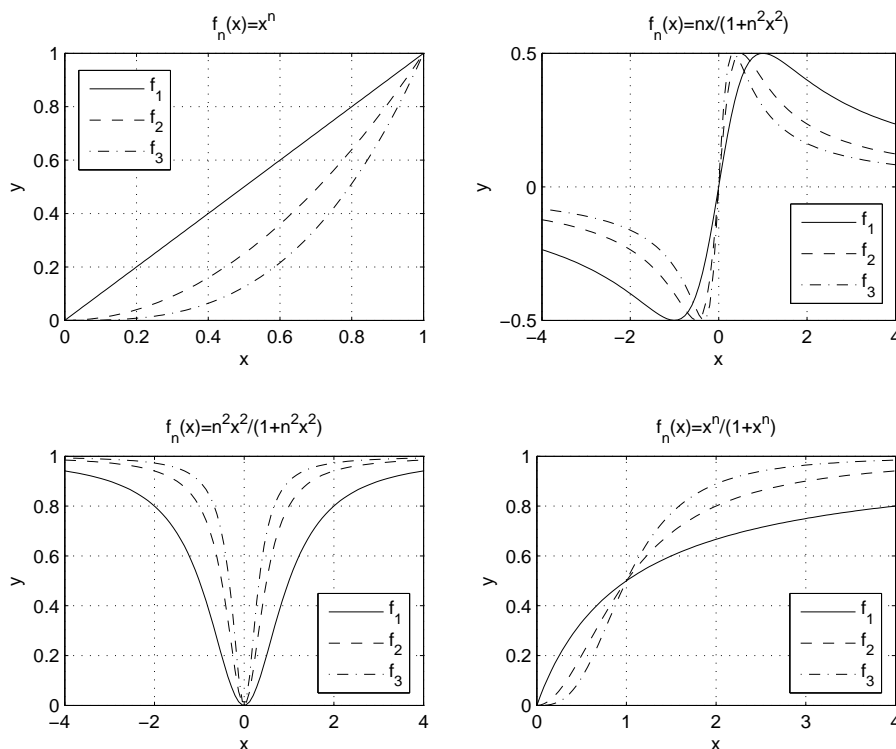 f_n(x)=x^n
1
0.8
0.6
0.4
0.2
0
0 0.2 0.4 0.6 0.8 1
x
y
f_1
f_2
f_3
f_n(x)=nx/(1+n^2x^2)
0.5
0
−0.5
−4 −2 0 2 4
x
y
f_1
f_2
f_3
f_n(x)=n^2x^2/(1+n^2x^2)
1
0.8
0.6
0.4
0.2
0
−4 −2 0 2 4
x
y
f_1
f_2
f_3
f_n(x)=x^n/(1+x^n)
1
0.8
0.6
0.4
0.2
0
0 1 2 3 4
x
y
f_1
f_2
f_3